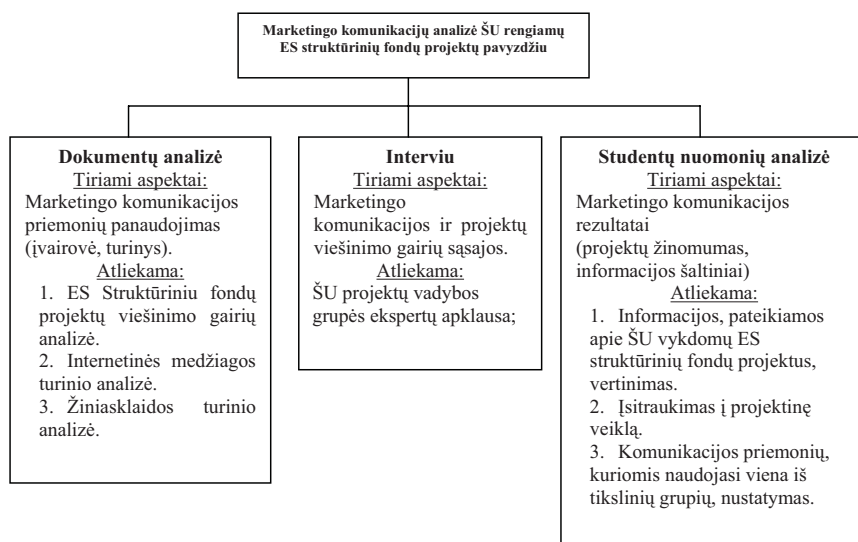 Marketingo komunikacijų analizė ŠU rengiamų
ES struktūrinių fondų projektų pavyzdžiu
Dokumentų analizė
Tiriami aspektai:
Marketingo komunikacijos
priemonių panaudojimas
(įvairovė, turinys).
Atliekama:
1. ES Struktūriniu fondų
projektų viešinimo gairių
analizė.
2. Internetinės medžiagos
turinio analizė.
3. Žiniasklaidos turinio
analizė.
Interviu
Tiriami aspektai:
Marketingo
komunikacijos ir projektų
viešinimo gairių sąsajos.
Atliekama:
ŠU projektų vadybos
grupės ekspertų apklausa;
Studentų nuomonių analizė
Tiriami aspektai:
Marketingo komunikacijos
rezultatai
(projektų žinomumas,
informacijos šaltiniai)
Atliekama:
1. Informacijos, pateikiamos
apie ŠU vykdomų ES
struktūrinių fondų projektus,
vertinimas.
2. Įsitraukimas į projektinę
veiklą.
3. Komunikacijos priemonių,
kuriomis naudojasi viena iš
tikslinių grupių, nustatymas.